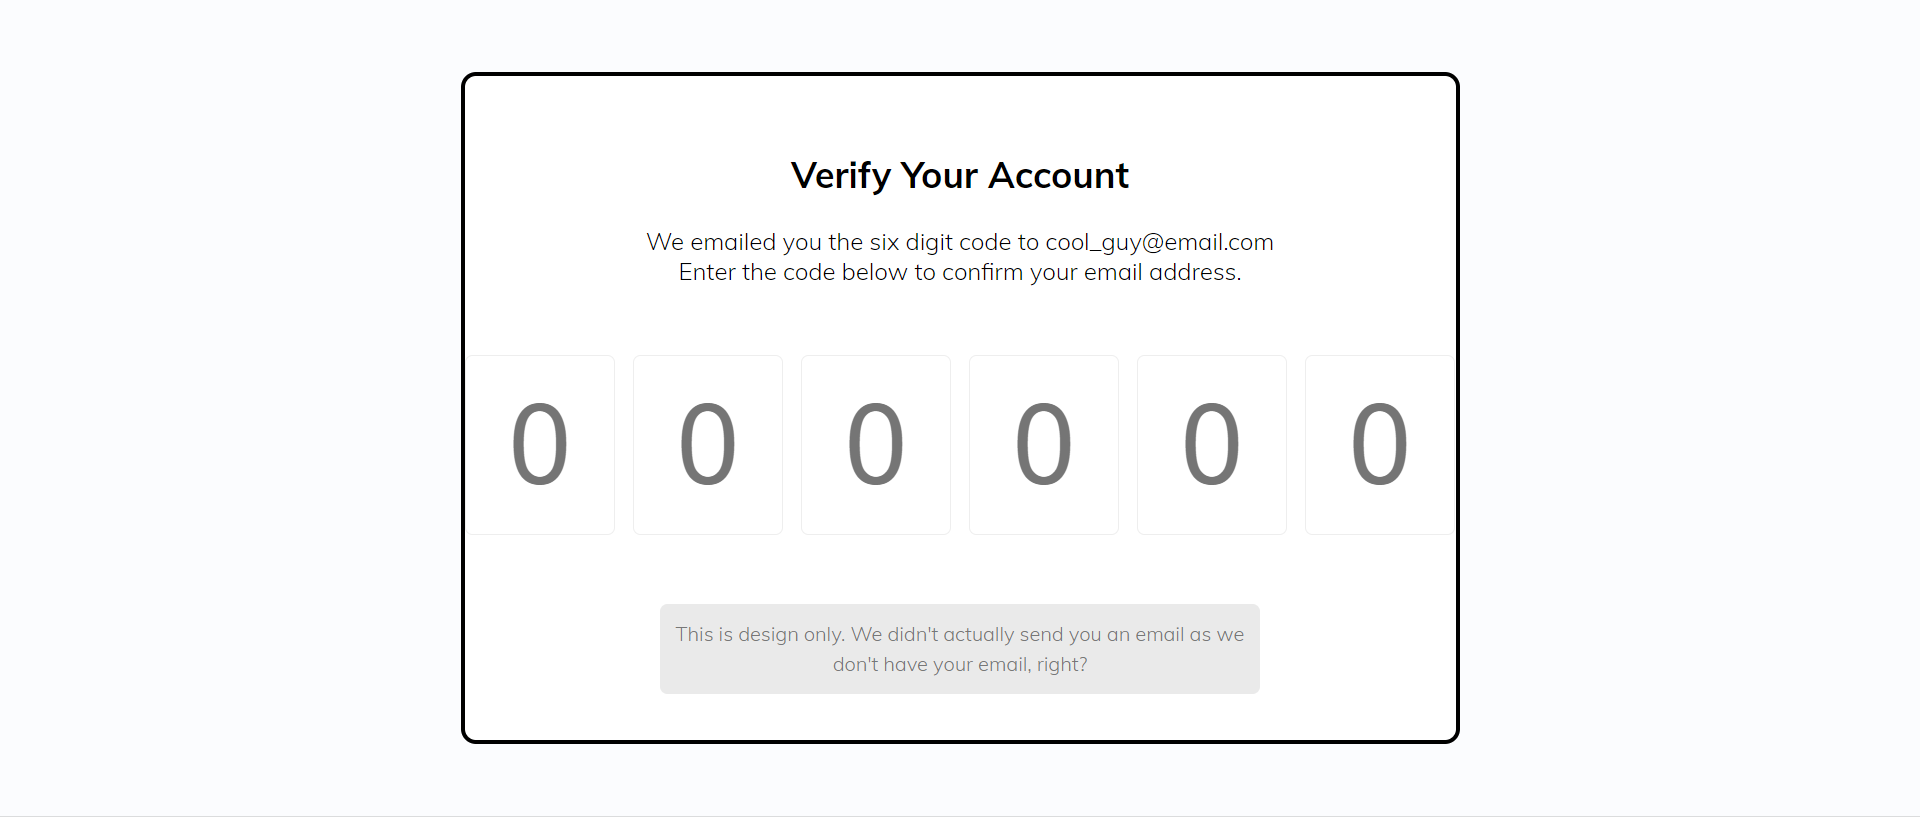 Verify Your Account
We emailed you the six digit code to cool_guy@email.com
Enter the code below to confirm your email address.
0 0 0 0 0 0
This is design only. We didn't actually send you an email as we
don't have your email, right?